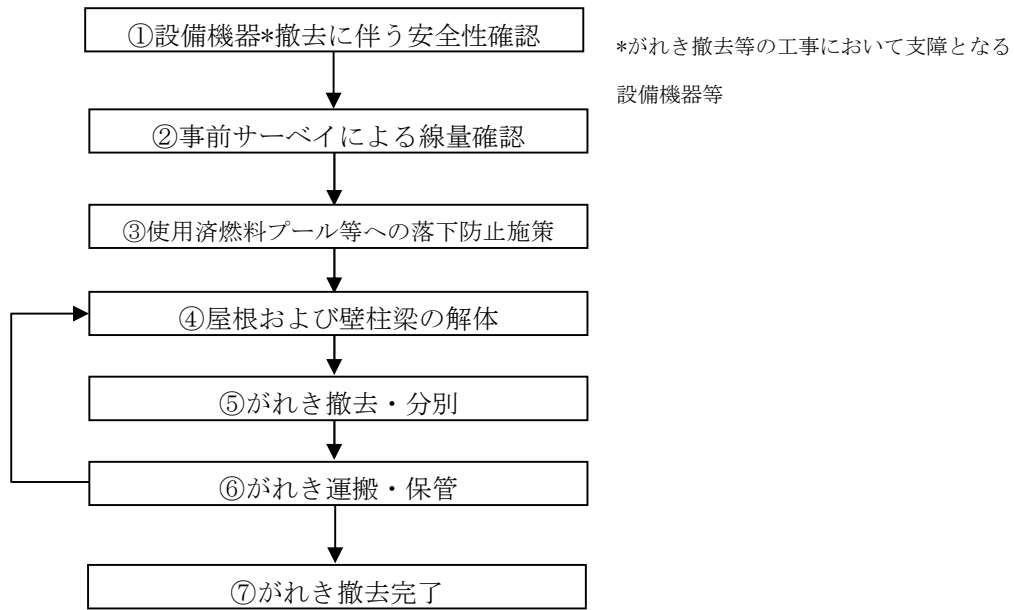 ①設備機器*撤去に伴う安全性確認
*がれき撤去等の工事において支障となる
設備機器等
②事前サーベイによる線量確認
③使用済燃料プール等への落下防止施策
④屋根および壁柱梁の解体
⑤がれき撤去・分別
⑥がれき運搬・保管
⑦がれき撤去完了